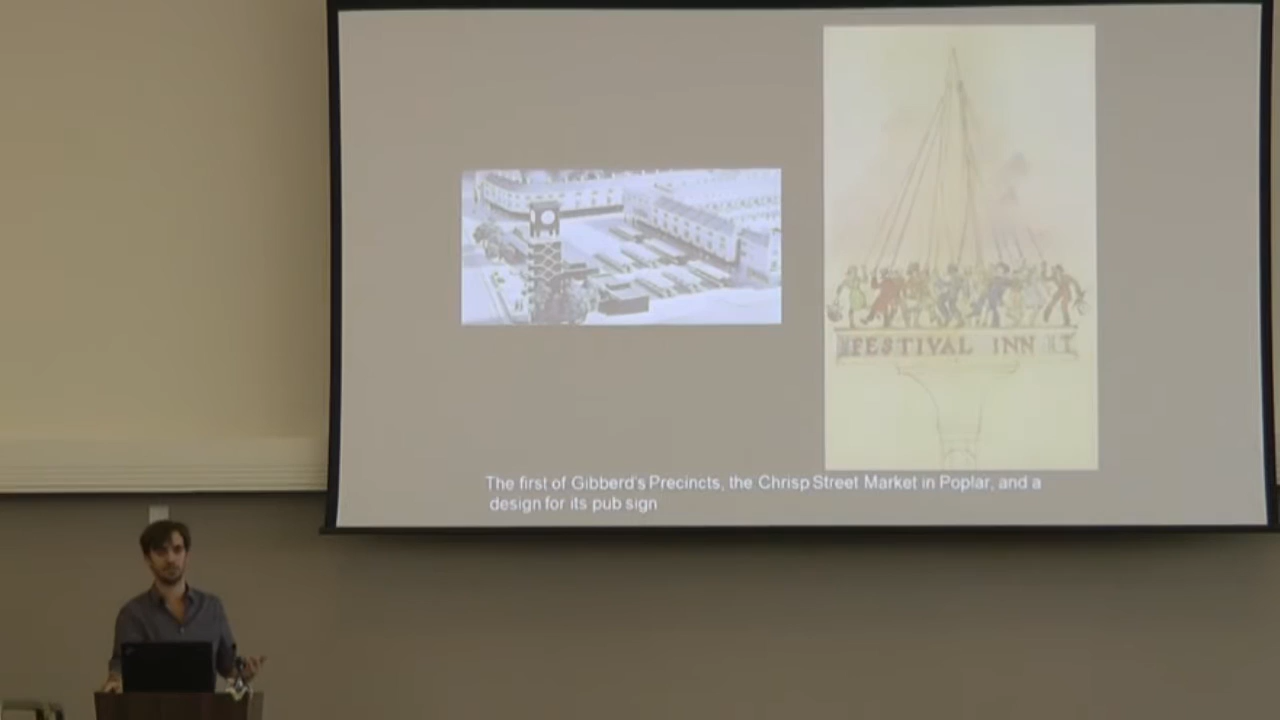 FESTIVAL INN
The first of Gibberd's Precincts, the Chrisp Street Market in Poplar, and a
design for its pub sign